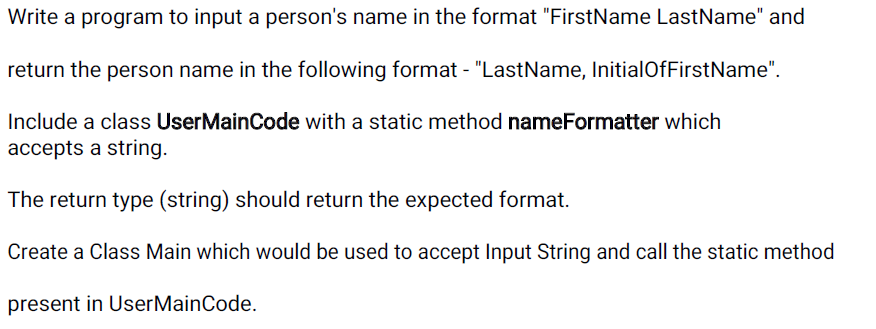 Write a program to input a person's name in the format "FirstName LastName" and
return the person name in the following format - "LastName, InitialOfFirstName".
Include a class UserMainCode with a static method nameFormatter which
accepts a string.
The return type (string) should return the expected format.
Create a Class Main which would be used to accept Input String and call the static method
present in UserMainCode.